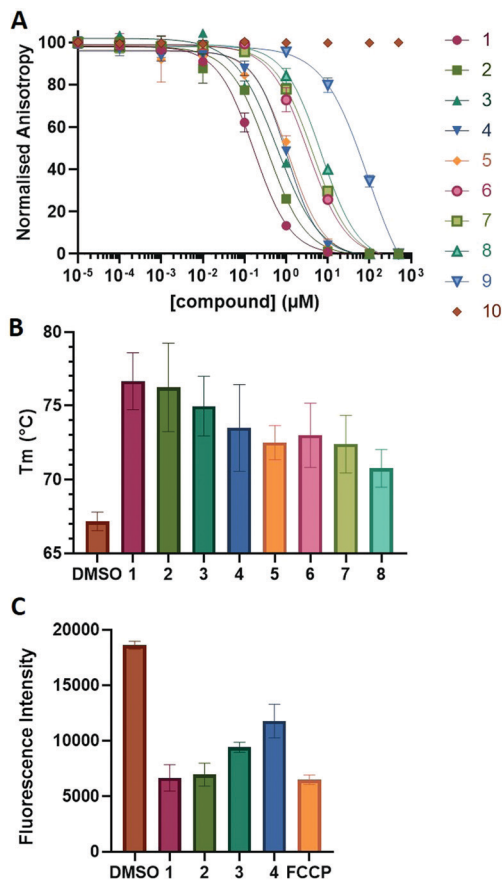 A
Normalised Anisotropy
100
80
60
40
20
0
10⁻⁵ 10⁻⁴ 10⁻³ 10⁻² 10⁻¹ 10⁰ 10¹ 10² 10³
[compound] (µM)
1
2
3
4
5
6
7
8
9
10
B
Tm (°C)
80
75
70
65
DMSO 1 2 3 4 5 6 7 8
C
Fluorescence Intensity
20000
15000
10000
5000
0
DMSO 1 2 3 4 FCCP